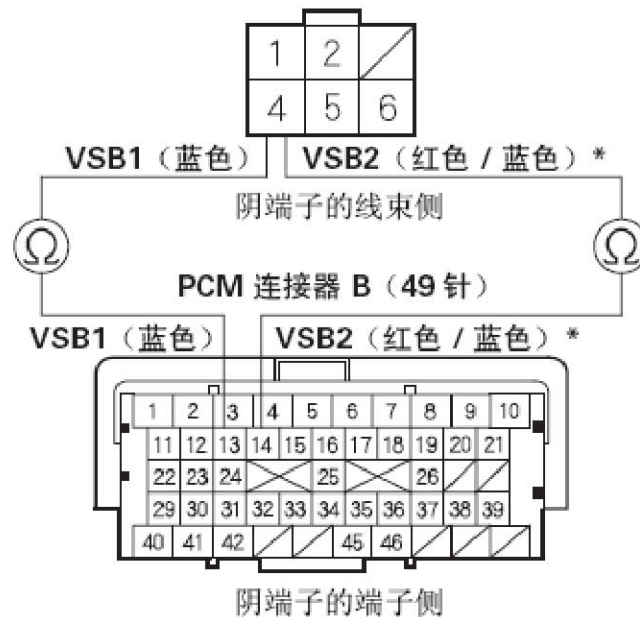 1 2
4 5 6
VSB1（蓝色） VSB2（红色 / 蓝色）*
阴端子的线束侧
Ω Ω
PCM 连接器 B（49 针）
VSB1（蓝色） VSB2（红色 / 蓝色）*
1 2 3 4 5 6 7 8 9 10
11 12 13 14 15 16 17 18 19 20 21
22 23 24 25 26
29 30 31 32 33 34 35 36 37 38 39
40 41 42 45 46
阴端子的端子侧